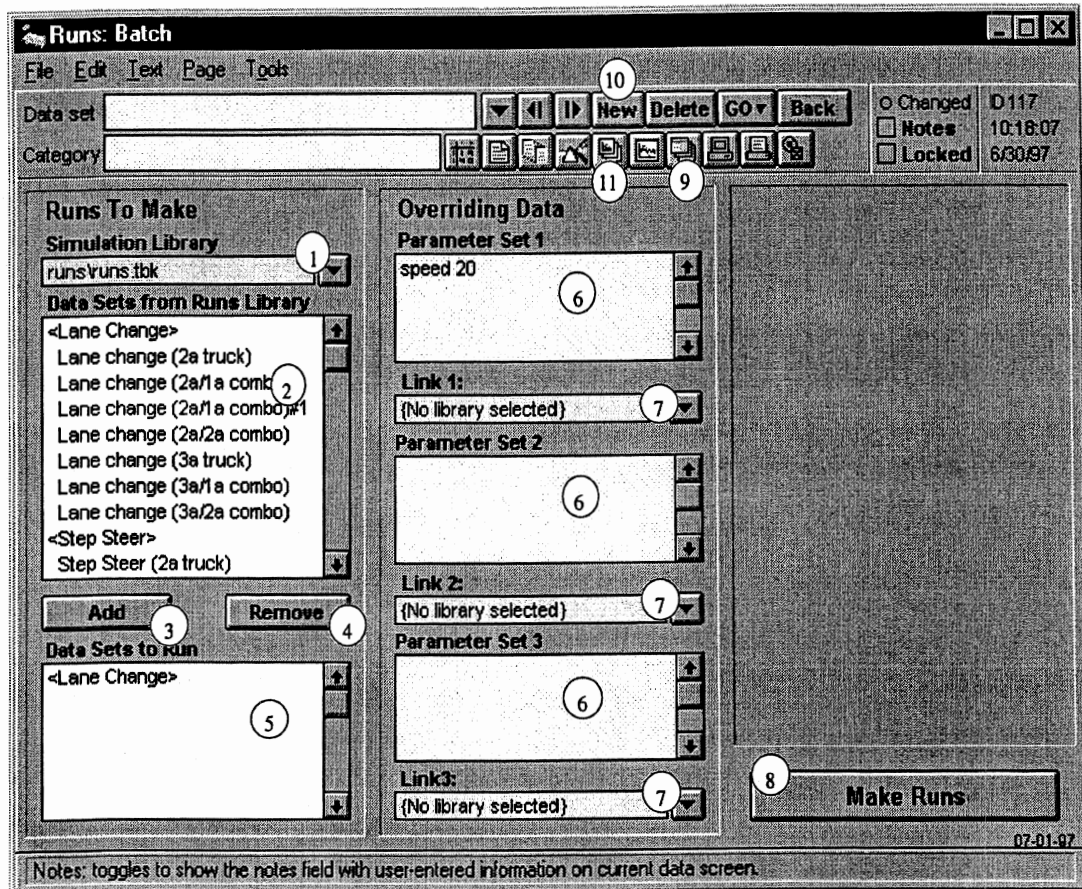 Runs: Batch
File Edit Text Page Tools
10
Data set New Delete GO Back
Changed ID117
Notes 10:18:07
Locked 6/30/97
Category
11 9
Runs To Make
Simulation Library
1
runs\runs.tbk
Data Sets from Runs Library
<Lane Change>
Lane change (2a truck)
Lane change (2a/1a comb
2
Lane change (2a/1a combo)#1
Lane change (2a/2a combo)
Lane change (3a truck)
Lane change (3a/1a combo)
Lane change (3a/2a combo)
<Step Steer>
Step Steer (2a truck)
Add Remove
3 4
Data Sets to Run
<Lane Change>
5
Overriding Data
Parameter Set 1
speed 20
6
Link 1:
{No library selected} 7
Parameter Set 2
6
Link 2:
{No library selected} 7
Parameter Set 3
6
Link3:
{No library selected} 7
8
Make Runs
07-01-97
Notes: toggles to show the notes field with user-entered information on current data screen.